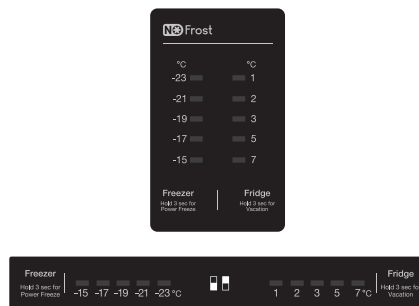 NO Frost
°C °C
-23 1
-21 2
-19 3
-17 5
-15 7
Freezer Fridge
Hold 3 sec for Hold 3 sec for
Power Freeze Vacation
Freezer Fridge
Hold 3 sec for Hold 3 sec for
Power Freeze -15 -17 -19 -21 -23 °C 1 2 3 5 7 °C Vacation